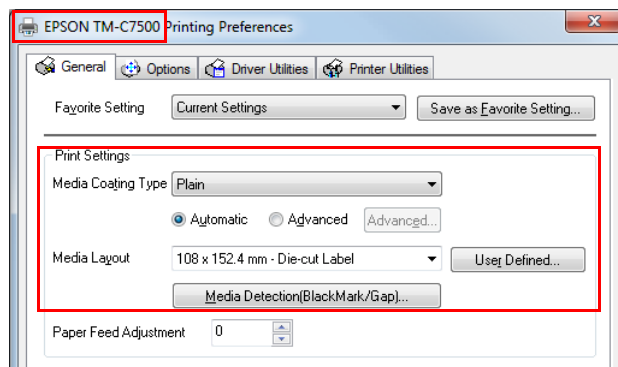 EPSON TM-C7500 Printing Preferences
General Options Driver Utilities Printer Utilities
Favorite Setting Current Settings Save as Favorite Setting...
Print Settings
Media Coating Type Plain
Automatic Advanced Advanced...
Media Layout 108 x 152.4 mm - Die-cut Label User Defined...
Media Detection(BlackMark/Gap)...
Paper Feed Adjustment 0